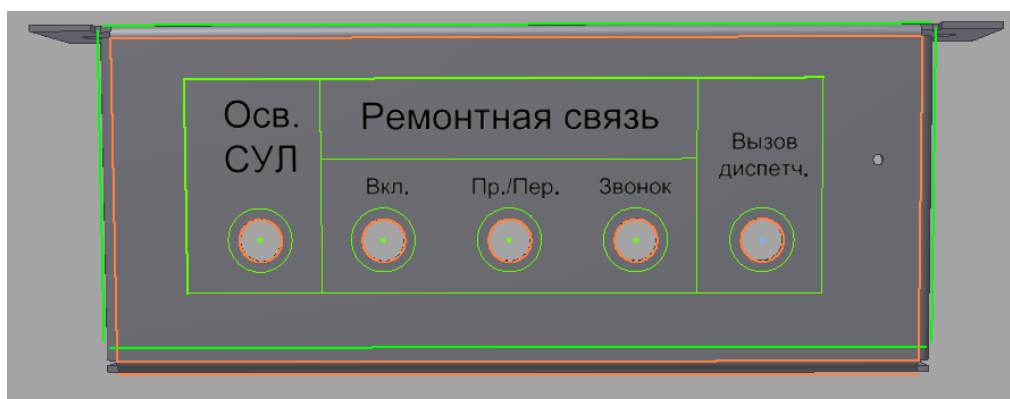 Осв.
СУЛ
Ремонтная связь
Вкл.
Пр./Пер.
Звонок
Вызов
диспетч.